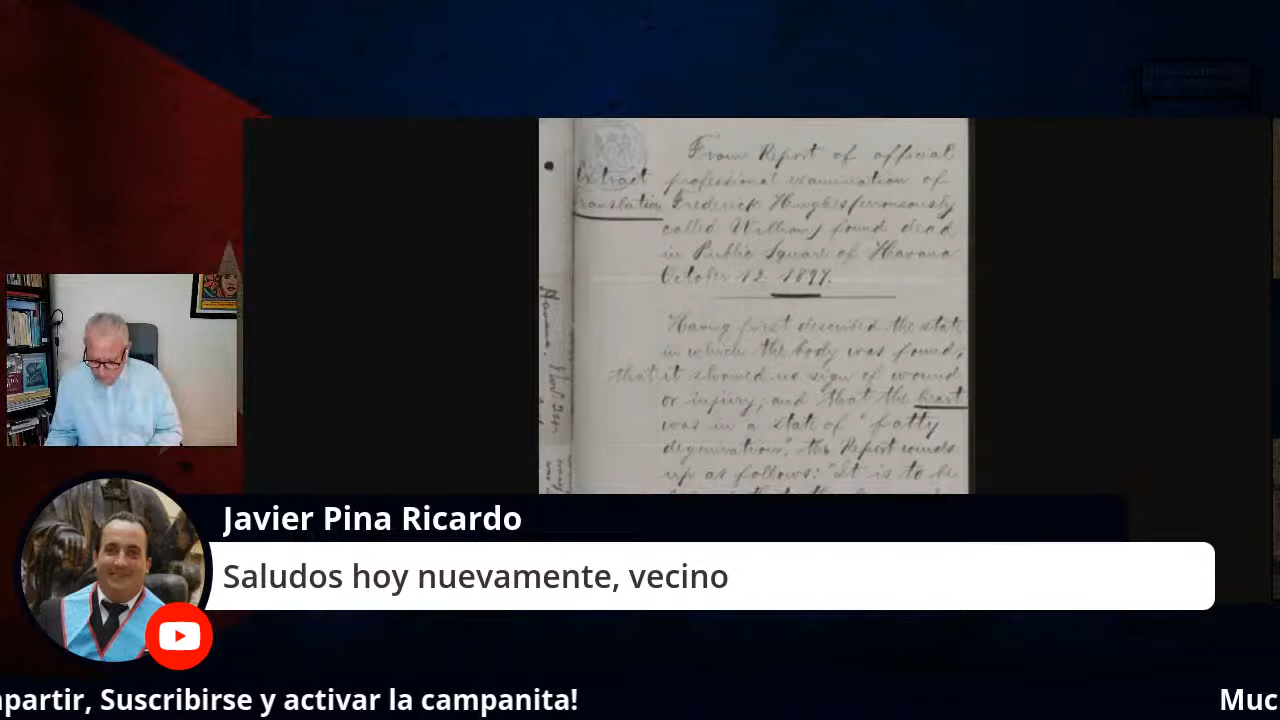 Extract
Translation
From Report of official
professional examination of
Frederick Hughes (erroneously
called William) found dead
in Public Square of Havana
October 12 1897.
Having first described the state
in which the body was found;
that it showed no sign of wound
or injury; and that the heart
was in a state of "fatty
degeneration", the Report winds
up as follows: "It is to be
Javier Pina Ricardo
Saludos hoy nuevamente, vecino
partir, Suscribirse y activar la campanita!
Muc